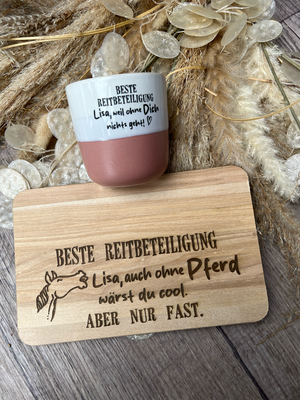 BESTE
REITBETEILIGUNG
Lisa, weil ohne Dich
nichts geht!
BESTE REITBETEILIGUNG
Lisa, auch ohne Pferd
wärst du cool.
ABER NUR FAST.